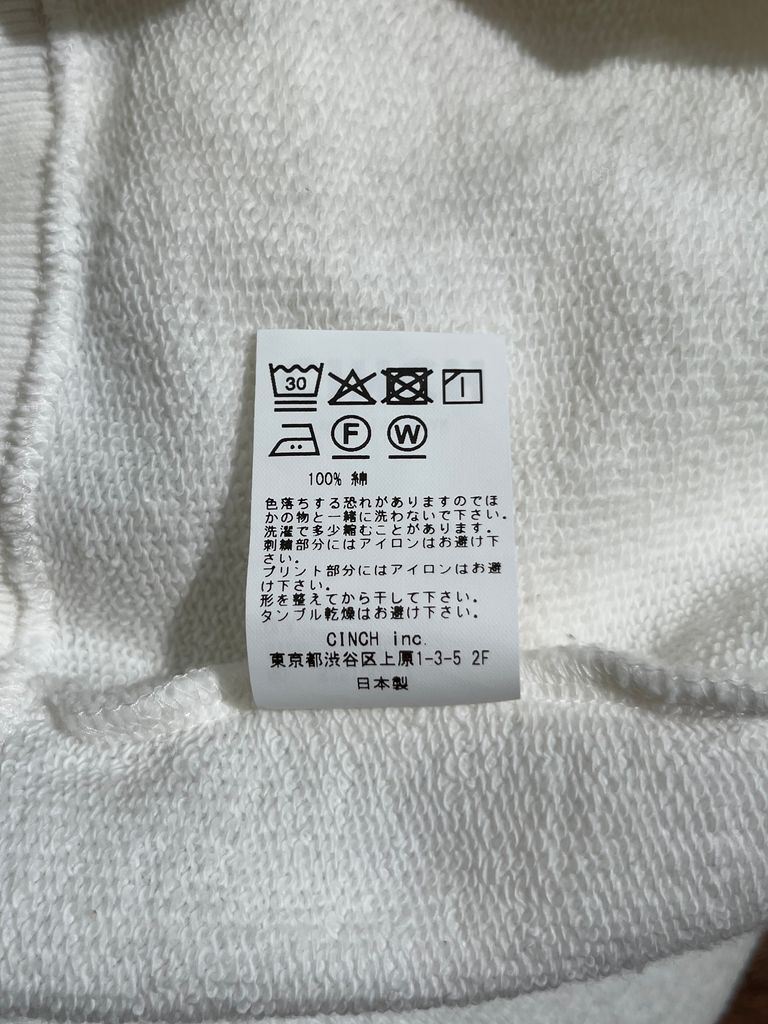 30
F W
100% 綿
色落ちする恐れがありますのでほ
かの物と一緒に洗わないで下さい。
洗濯で多少縮むことがあります。
刺繍部分にはアイロンはお避け下
さい。
プリント部分にはアイロンはお避
け下さい。
形を整えてから干して下さい。
タンブル乾燥はお避け下さい。
CINCH inc.
東京都渋谷区上原1-3-5 2F
日本製